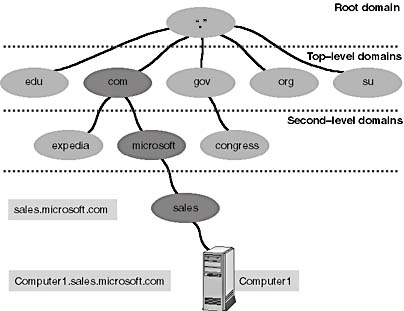 Root domain
“.”
Top–level domains
edu
com
gov
org
su
Second–level domains
expedia
microsoft
congress
sales.microsoft.com
sales
Computer1.sales.microsoft.com
Computer1